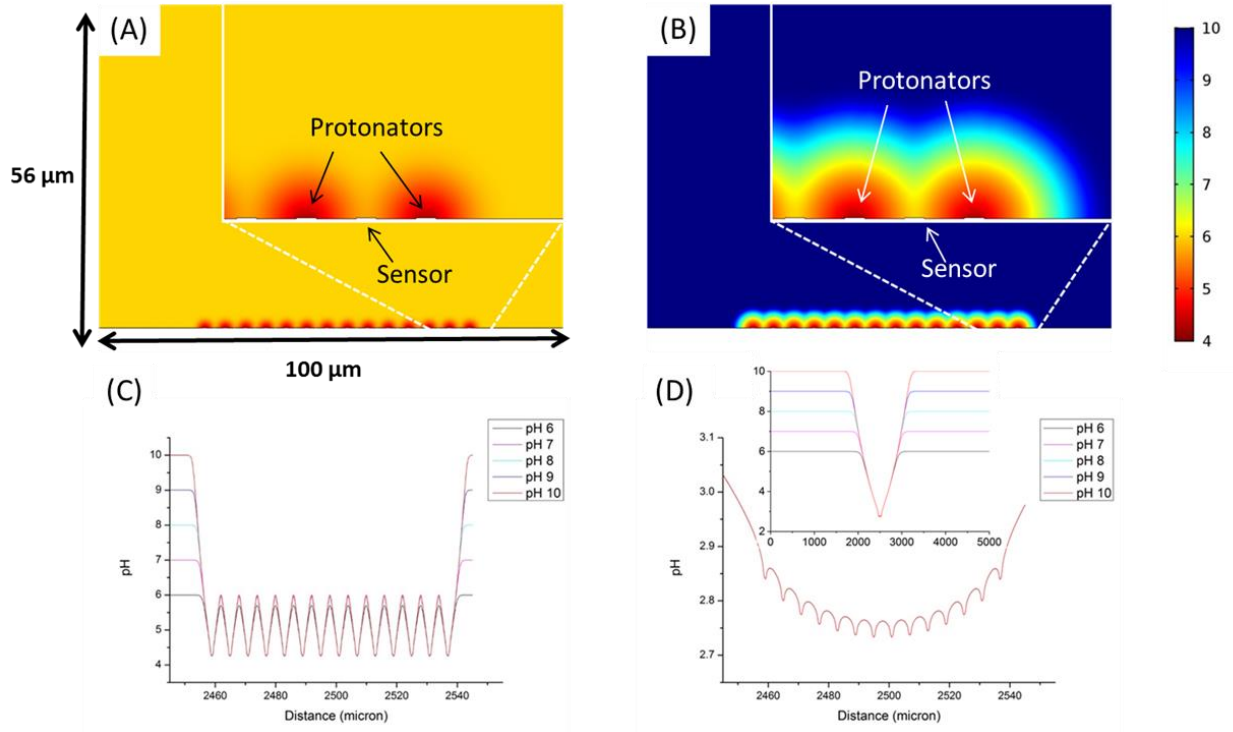 (A)
Protonators
Sensor
56 μm
100 μm
(B)
Protonators
Sensor
10
9
8
7
6
5
4
(C)
pH 6
pH 7
pH 8
pH 9
pH 10
10
9
8
7
6
5
4
pH
2460
2480
2500
2520
2540
Distance (micron)
(D)
10
8
6
4
2
0
1000
2000
3000
4000
5000
pH 6
pH 7
pH 8
pH 9
pH 10
3.1
3.0
2.9
2.8
2.7
pH
2460
2480
2500
2520
2540
Distance (micron)